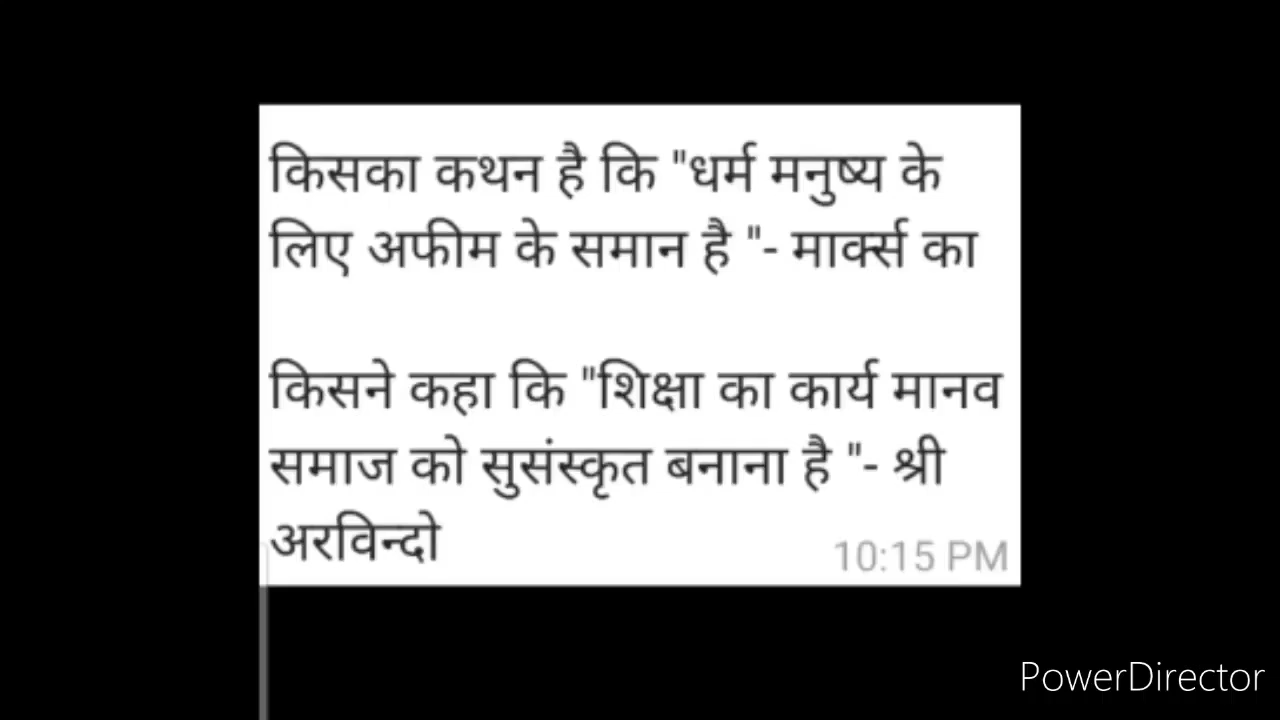 किसका कथन है कि "धर्म मनुष्य के
लिए अफीम के समान है "- मार्क्स का
किसने कहा कि "शिक्षा का कार्य मानव
समाज को सुसंस्कृत बनाना है "- श्री
अरविन्दो
10:15 PM
PowerDirector